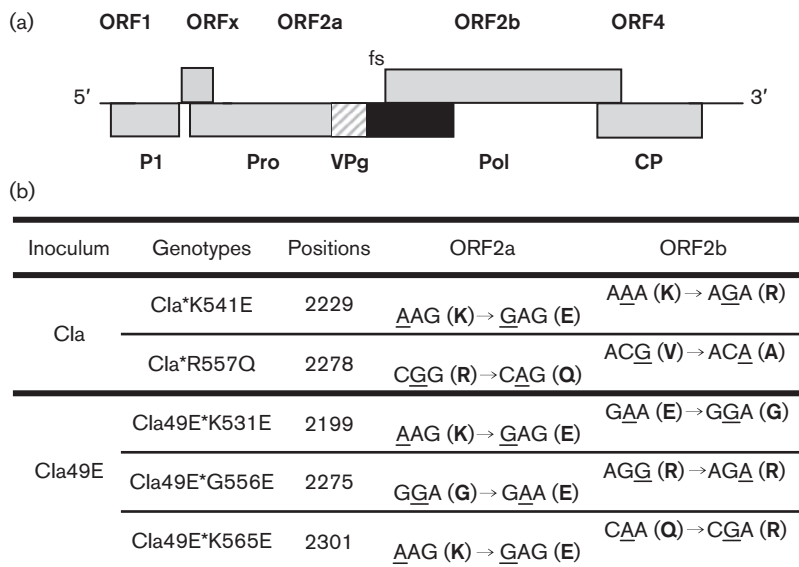 (a)
ORF1 ORFx ORF2a ORF2b ORF4
fs
5′ 3′
P1 Pro VPg Pol CP
(b)
Inoculum Genotypes Positions ORF2a ORF2b
Cla
Cla*K541E 2229 AAG (K) → GAG (E) AAA (K) → AGA (R)
Cla*R557Q 2278 CGG (R) → CAG (Q) ACG (V) → ACA (A)
Cla49E
Cla49E*K531E 2199 AAG (K) → GAG (E) GAA (E) → GGA (G)
Cla49E*G556E 2275 GGA (G) → GAA (E) AGG (R) → AGA (R)
Cla49E*K565E 2301 AAG (K) → GAG (E) CAA (Q) → CGA (R)